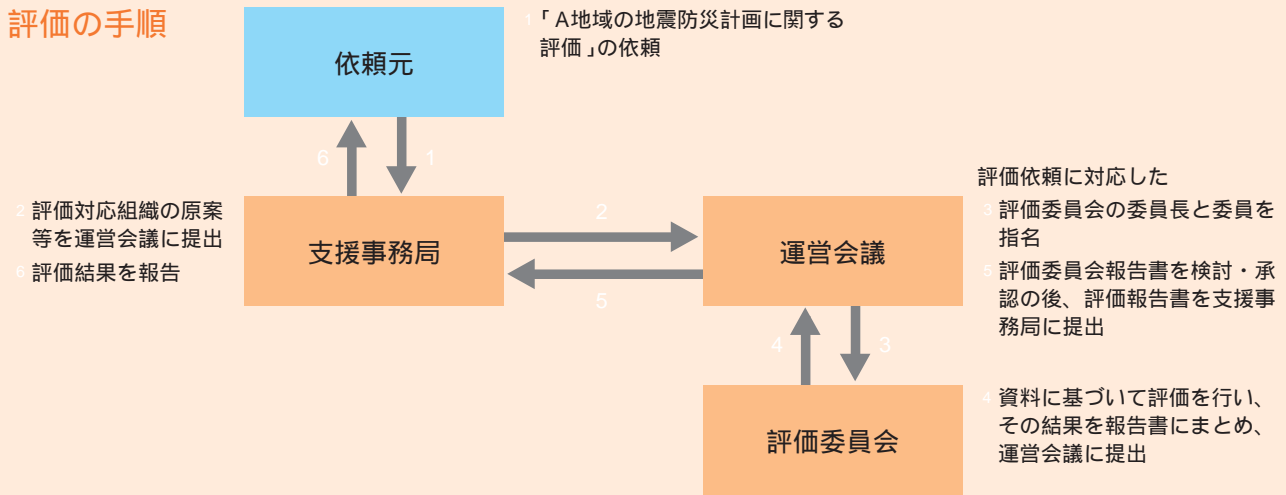 評価の手順
1「A地域の地震防災計画に関する
評価」の依頼
依頼元
6
1
2 評価対応組織の原案
等を運営会議に提出
6 評価結果を報告
支援事務局
2
5
運営会議
評価依頼に対応した
3 評価委員会の委員長と委員を
指名
5 評価委員会報告書を検討・承
認の後、評価報告書を支援事
務局に提出
4
3
評価委員会
4 資料に基づいて評価を行い、
その結果を報告書にまとめ、
運営会議に提出